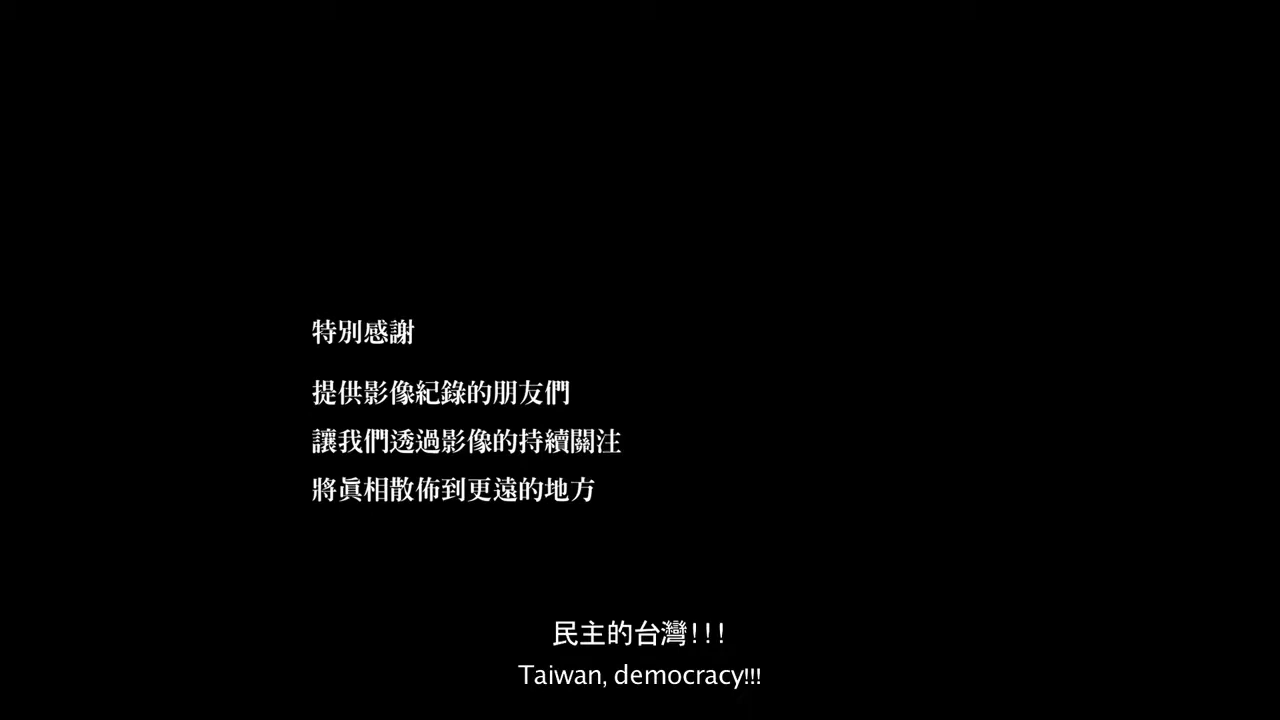 特別感謝
提供影像紀錄的朋友們
讓我們透過影像的持續關注
將眞相散佈到更遠的地方
民主的台灣!!!
Taiwan, democracy!!!